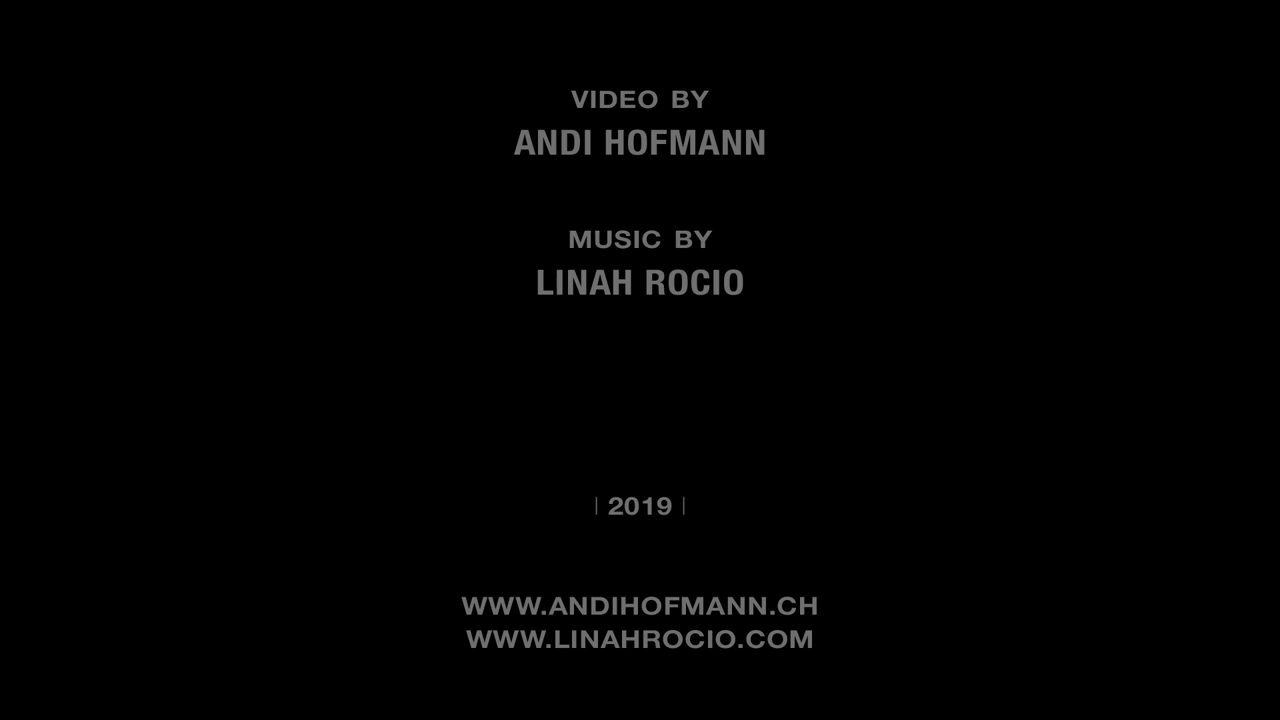 VIDEO BY
ANDI HOFMANN
MUSIC BY
LINAH ROCIO
| 2019 |
WWW.ANDIHOFMANN.CH
WWW.LINAHROCIO.COM